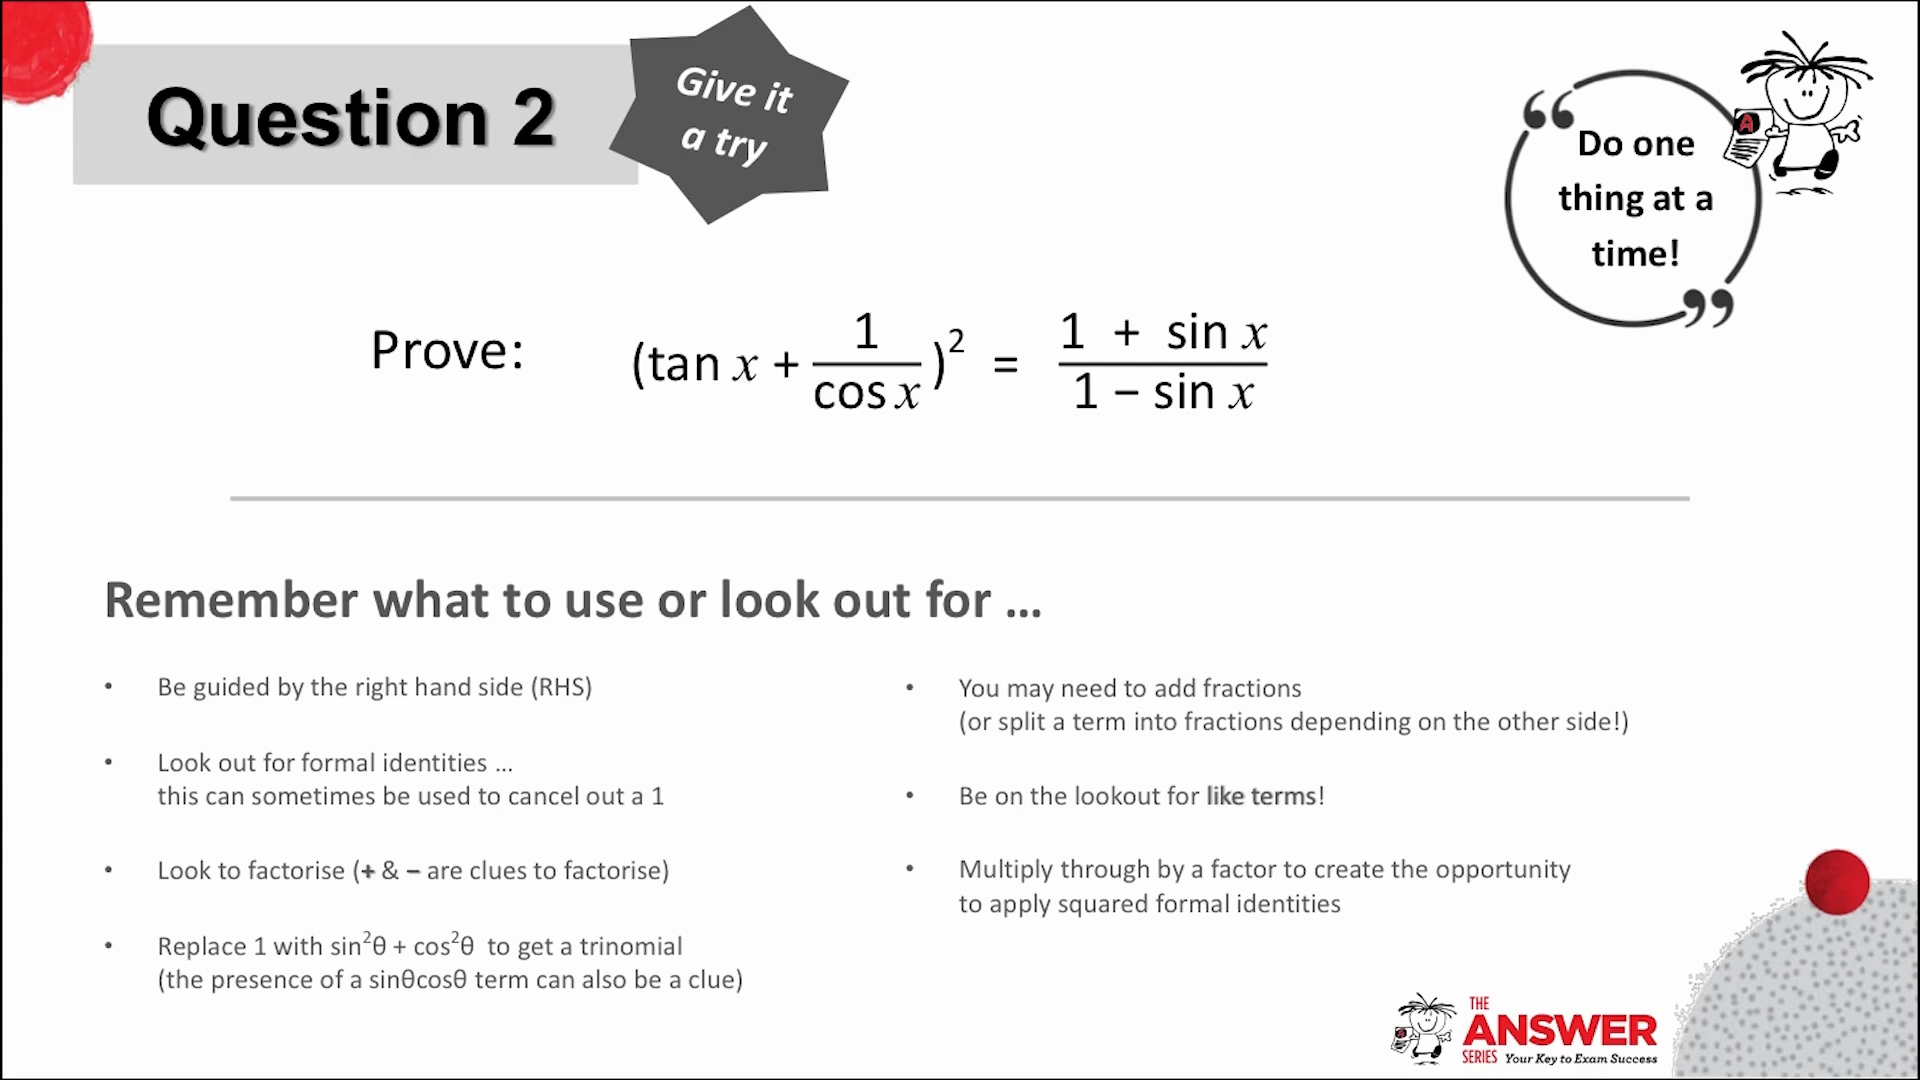 Question 2
Give it
a try
“Do one
thing at a
time!”
A
Prove: (tan x + 1/cos x)² = (1 + sin x)/(1 − sin x)
Remember what to use or look out for ...
• Be guided by the right hand side (RHS)
• Look out for formal identities ...
this can sometimes be used to cancel out a 1
• Look to factorise (+ & − are clues to factorise)
• Replace 1 with sin²θ + cos²θ to get a trinomial
(the presence of a sinθcosθ term can also be a clue)
• You may need to add fractions
(or split a term into fractions depending on the other side!)
• Be on the lookout for like terms!
• Multiply through by a factor to create the opportunity
to apply squared formal identities
THE
ANSWER
SERIES Your Key to Exam Success